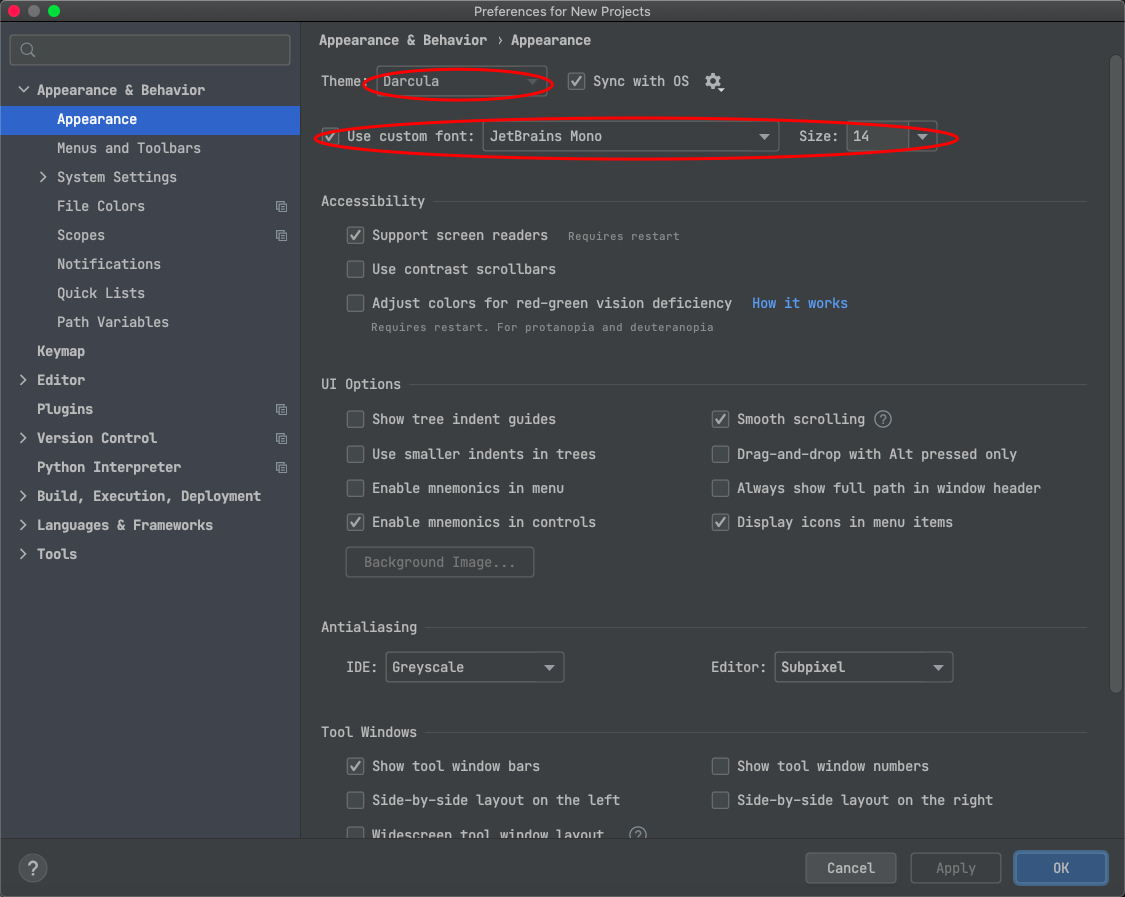 Preferences for New Projects
Appearance & Behavior
Appearance
Menus and Toolbars
System Settings
File Colors
Scopes
Notifications
Quick Lists
Path Variables
Keymap
Editor
Plugins
Version Control
Python Interpreter
Build, Execution, Deployment
Languages & Frameworks
Tools
Appearance & Behavior › Appearance
Theme: Darcula Sync with OS
Use custom font: JetBrains Mono Size: 14
Accessibility
Support screen readers Requires restart
Use contrast scrollbars
Adjust colors for red-green vision deficiency How it works
Requires restart. For protanopia and deuteranopia
UI Options
Show tree indent guides Smooth scrolling ?
Use smaller indents in trees Drag-and-drop with Alt pressed only
Enable mnemonics in menu Always show full path in window header
Enable mnemonics in controls Display icons in menu items
Background Image...
Antialiasing
IDE: Greyscale Editor: Subpixel
Tool Windows
Show tool window bars Show tool window numbers
Side-by-side layout on the left Side-by-side layout on the right
Widescreen tool window layout ?
? Cancel Apply OK